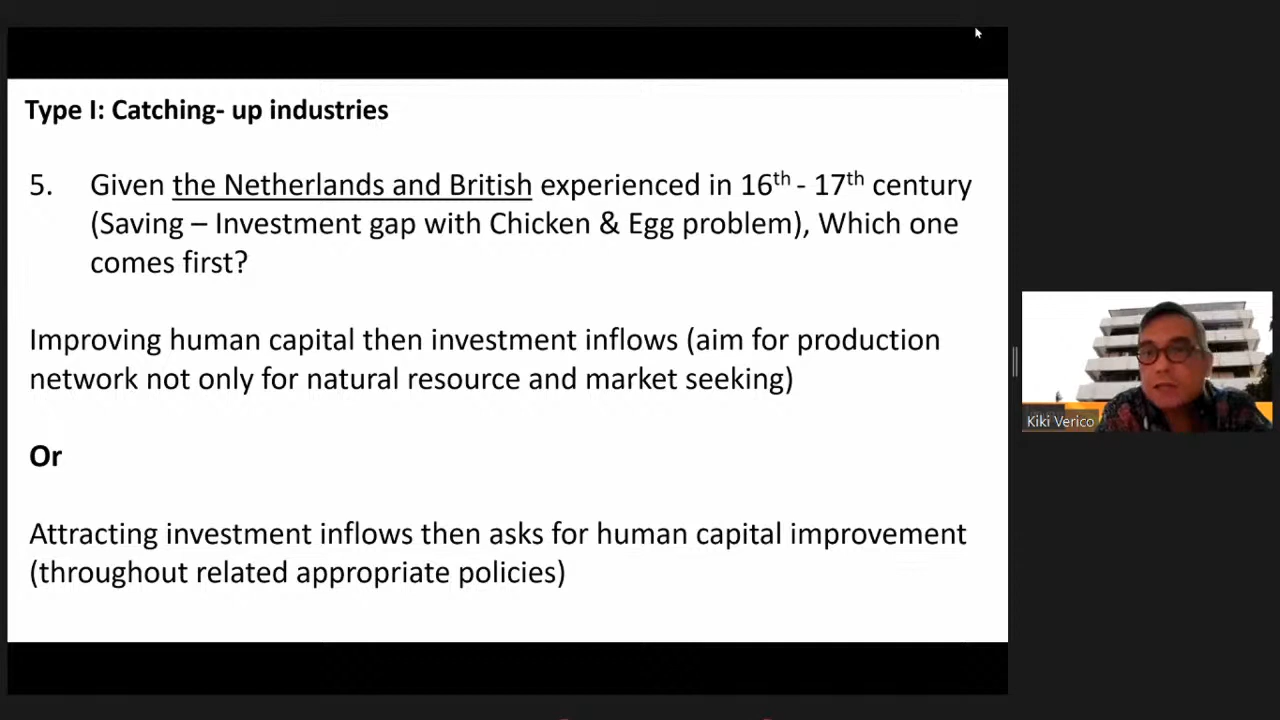 Type I: Catching- up industries
5. Given the Netherlands and British experienced in 16th - 17th century
(Saving – Investment gap with Chicken & Egg problem), Which one
comes first?
Improving human capital then investment inflows (aim for production
network not only for natural resource and market seeking)
Or
Attracting investment inflows then asks for human capital improvement
(throughout related appropriate policies)
Kiki Verico